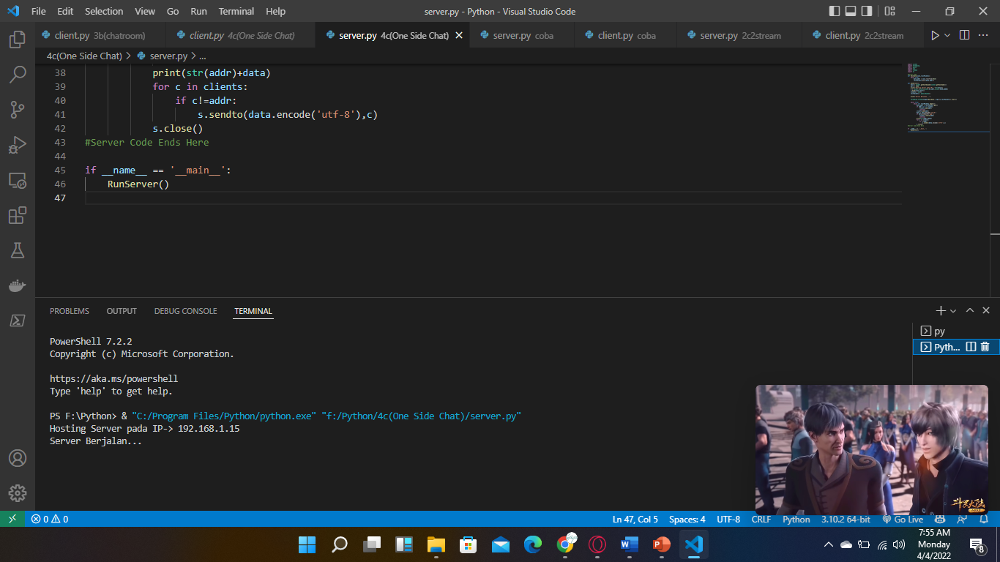 File Edit Selection View Go Run Terminal Help
server.py - Python - Visual Studio Code
client.py 3b(chatroom)
client.py 4c(One Side Chat)
server.py 4c(One Side Chat)
server.py coba
client.py coba
server.py 2c2stream
client.py 2c2stream
4c(One Side Chat) > server.py > ...
38 print(str(addr)+data)
39 for c in clients:
40 if c!=addr:
41 s.sendto(data.encode('utf-8'),c)
42 s.close()
43 #Server Code Ends Here
44
45 if __name__ == '__main__':
46 RunServer()
47
PROBLEMS OUTPUT DEBUG CONSOLE TERMINAL
py
Pyth...
PowerShell 7.2.2
Copyright (c) Microsoft Corporation.
https://aka.ms/powershell
Type 'help' to get help.
PS F:\Python> & "C:/Program Files/Python/python.exe" "f:/Python/4c(One Side Chat)/server.py"
Hosting Server pada IP-> 192.168.1.15
Server Berjalan...
斗罗大陆
0 0
Ln 47, Col 5 Spaces: 4 UTF-8 CRLF Python 3.10.2 64-bit Go Live
7:55 AM
Monday
4/4/2022
8